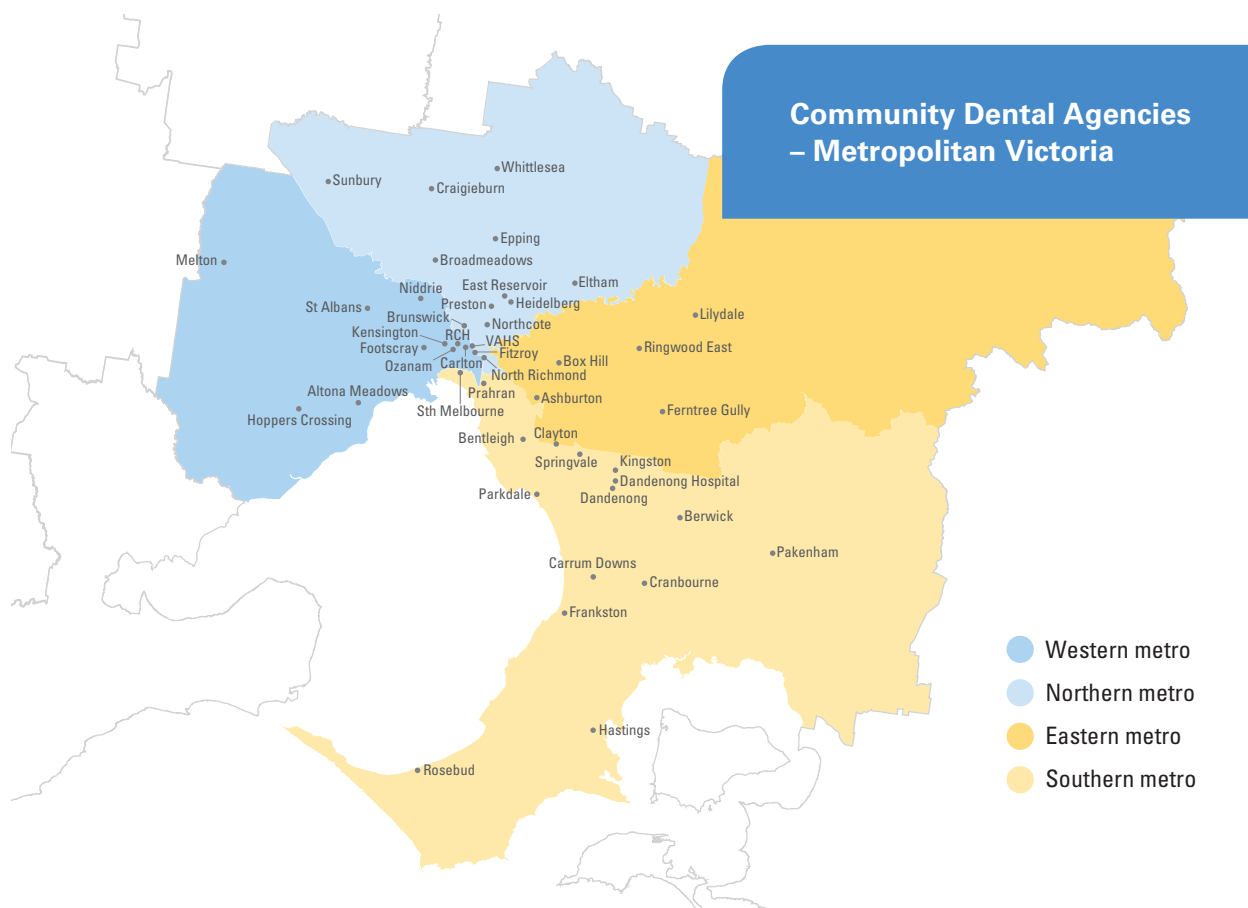 Community Dental Agencies
– Metropolitan Victoria
Whittlesea
Sunbury
Craigieburn
Epping
Melton
Broadmeadows
Eltham
Niddrie
East Reservoir
St Albans
Preston
Heidelberg
Lilydale
Brunswick
Northcote
Kensington
RCH
VAHS
Footscray
Fitzroy
Ringwood East
Ozanam
Carlton
Box Hill
North Richmond
Altona Meadows
Prahran
Ashburton
Sth Melbourne
Ferntree Gully
Hoppers Crossing
Bentleigh
Clayton
Springvale
Kingston
Dandenong Hospital
Parkdale
Dandenong
Berwick
Pakenham
Carrum Downs
Cranbourne
Frankston
Hastings
Rosebud
Western metro
Northern metro
Eastern metro
Southern metro